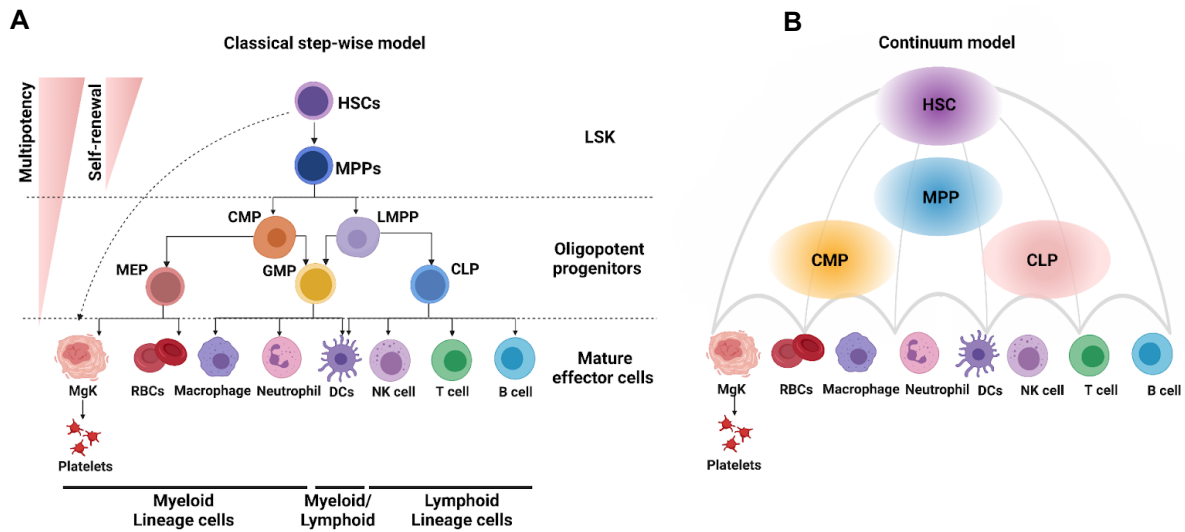 A
Classical step-wise model
Multipotency
Self-renewal
HSCs
MPPs
LSK
CMP
LMPP
MEP
GMP
CLP
Oligopotent
progenitors
MgK
RBCs
Macrophage
Neutrophil
DCs
NK cell
T cell
B cell
Mature
effector cells
Platelets
Myeloid
Lineage cells
Myeloid/
Lymphoid
Lymphoid
Lineage cells
B
Continuum model
HSC
MPP
CMP
CLP
MgK
RBCs
Macrophage
Neutrophil
DCs
NK cell
T cell
B cell
Platelets